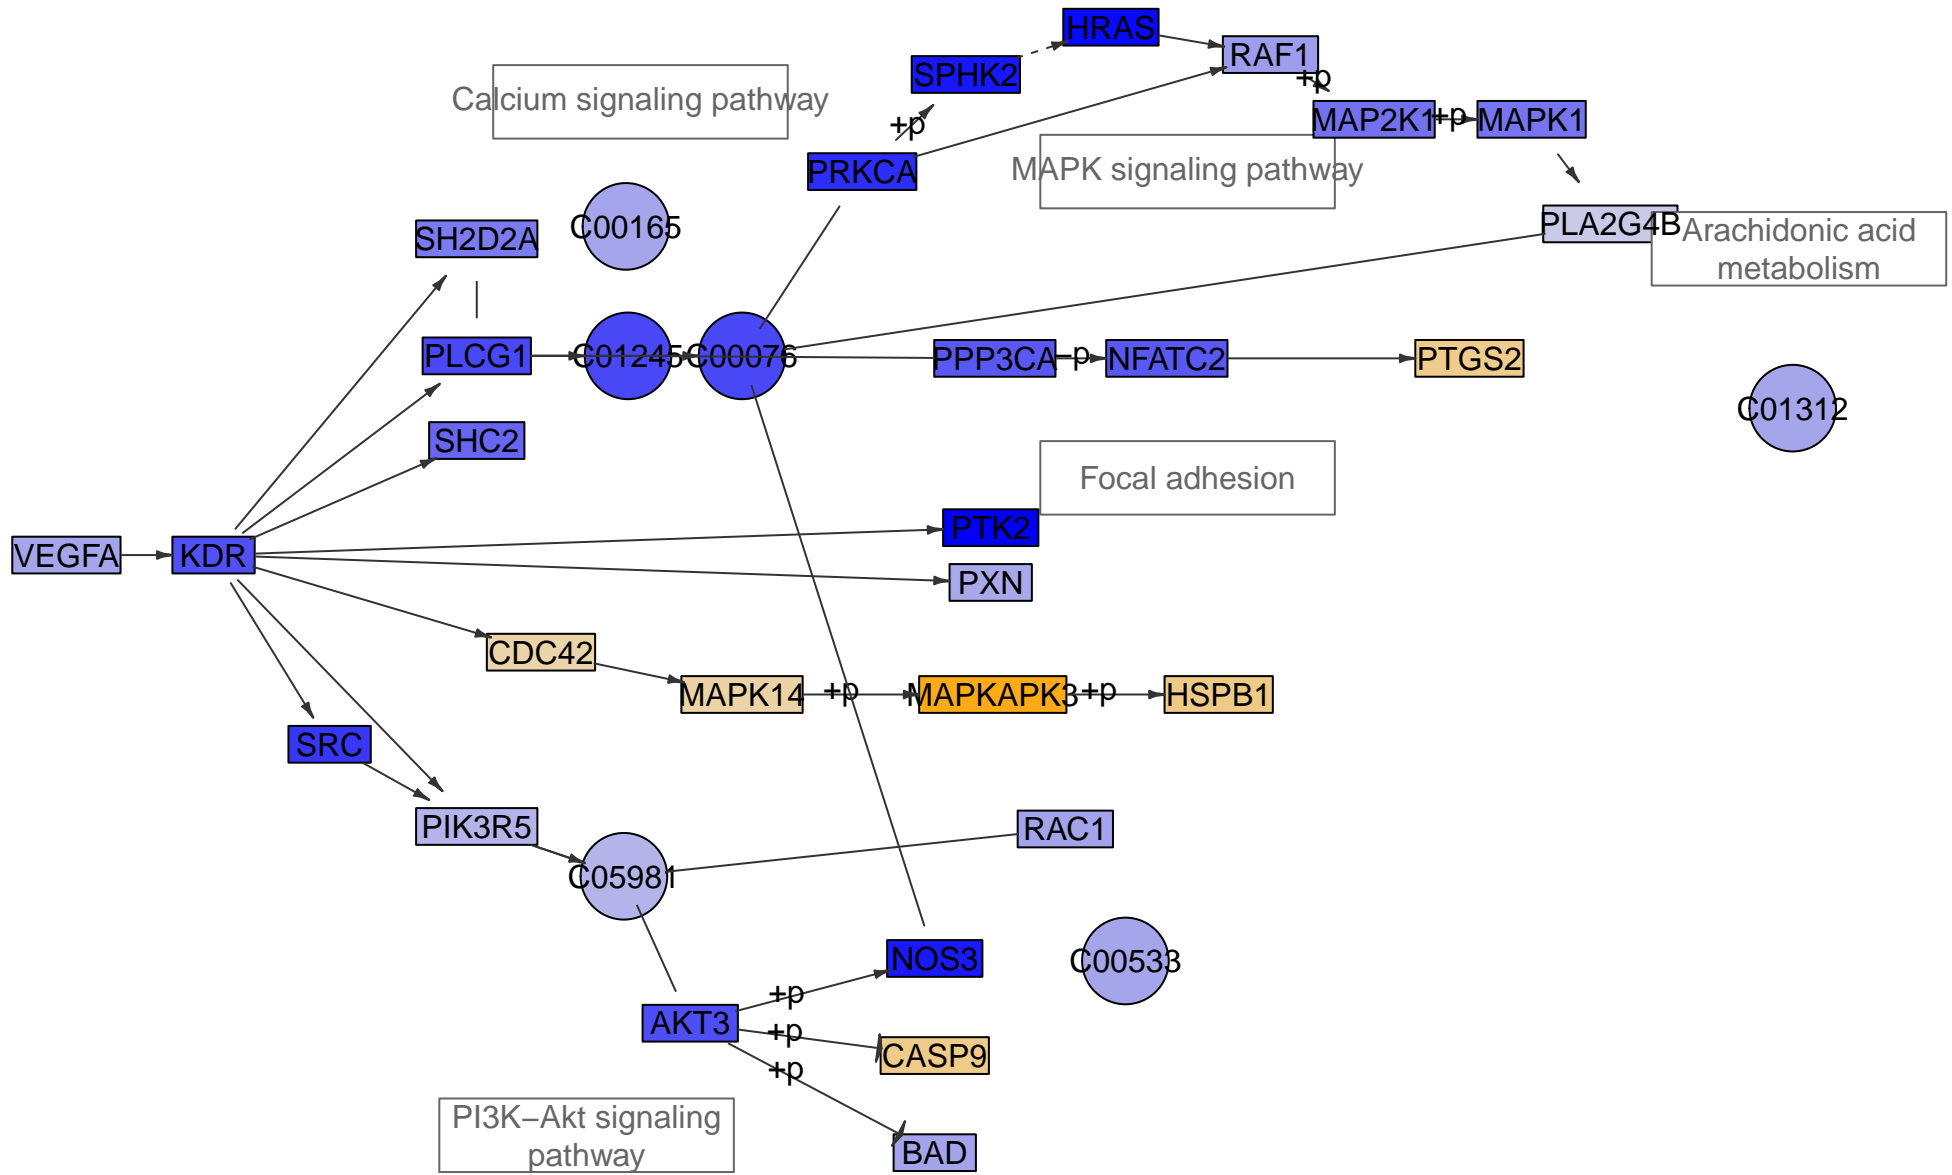 HRAS
RAF1
+p
SPHK2
Calcium signaling pathway
+p
MAP2K1
+p
MAPK1
PRKCA
MAPK signaling pathway
C00165
SH2D2A
PLA2G4B
Arachidonic acid
metabolism
PLCG1
C01245
C00076
PPP3CA
−p
NFATC2
PTGS2
C01312
SHC2
Focal adhesion
PTK2
VEGFA
KDR
PXN
CDC42
MAPK14
+p
MAPKAPK3
+p
HSPB1
SRC
PIK3R5
RAC1
C05981
NOS3
C00533
+p
AKT3
+p
CASP9
+p
PI3K−Akt signaling
pathway
BAD